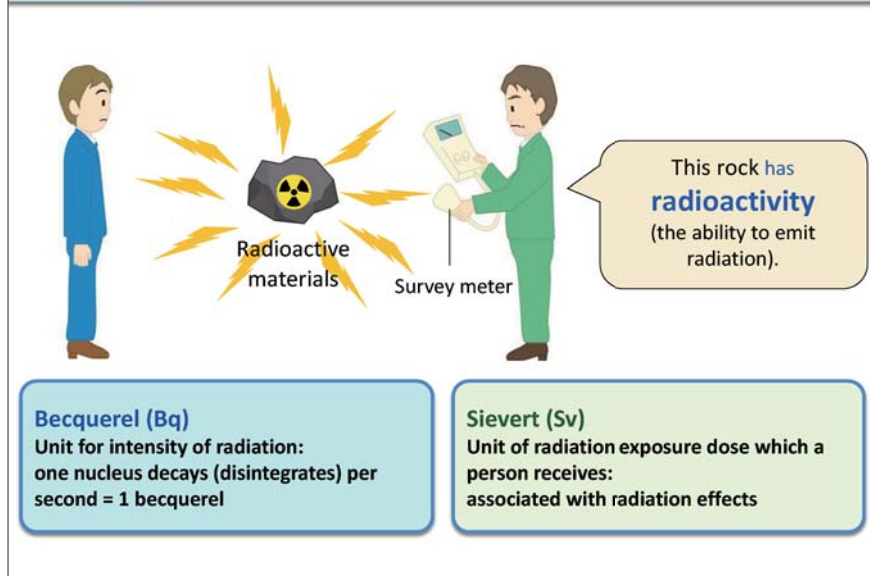 This rock has
radioactivity
(the ability to emit
radiation).
Radioactive
materials
Survey meter
Becquerel (Bq)
Unit for intensity of radiation:
one nucleus decays (disintegrates) per
second = 1 becquerel
Sievert (Sv)
Unit of radiation exposure dose which a
person receives:
associated with radiation effects